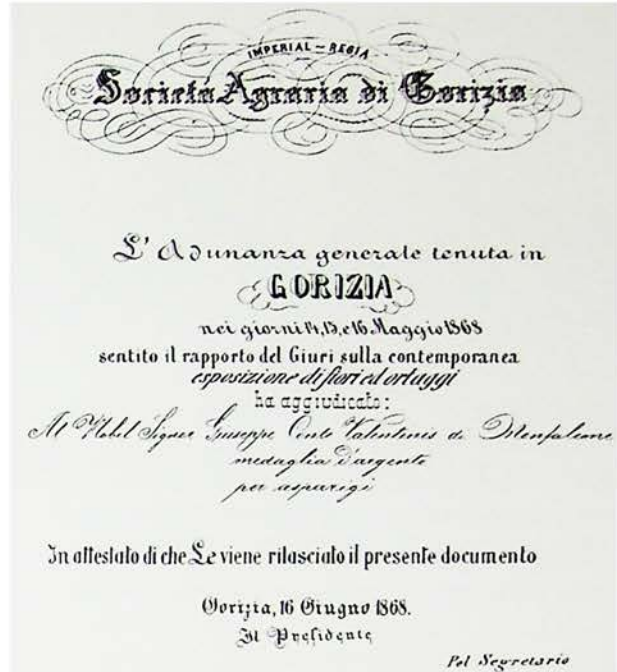 IMPERIAL-REGIA
Società Agraria di Gorizia
L'Adunanza generale tenuta in
GORIZIA
nei giorni 14, 15, e 16 Maggio 1868
sentito il rapporto del Giurì sulla contemporanea
esposizione di fiori ed ortaggi
ha aggiudicato:
Al Nobil Signor Giuseppe Conte Valentinis di Monfalcone
medaglia d'argento
per asparigi
In attestato di che Le viene rilasciato il presente documento
Gorizia, 16 Giugno 1868.
Il Presidente
Pel Segretario